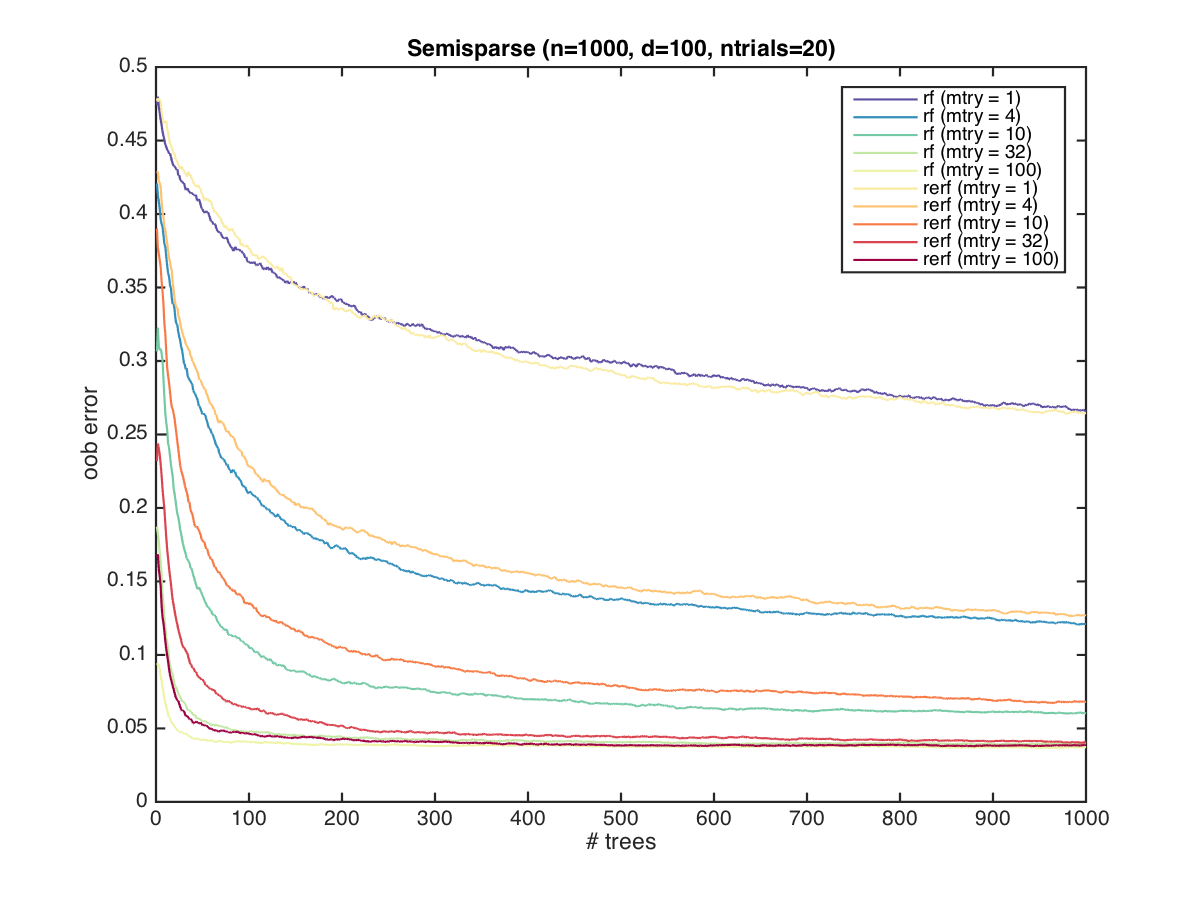 Semisparse (n=1000, d=100, ntrials=20)
0.5
0.45
0.4
0.35
0.3
0.25
0.2
0.15
0.1
0.05
0
oob error
rf (mtry = 1)
rf (mtry = 4)
rf (mtry = 10)
rf (mtry = 32)
rf (mtry = 100)
rerf (mtry = 1)
rerf (mtry = 4)
rerf (mtry = 10)
rerf (mtry = 32)
rerf (mtry = 100)
0 100 200 300 400 500 600 700 800 900 1000
# trees